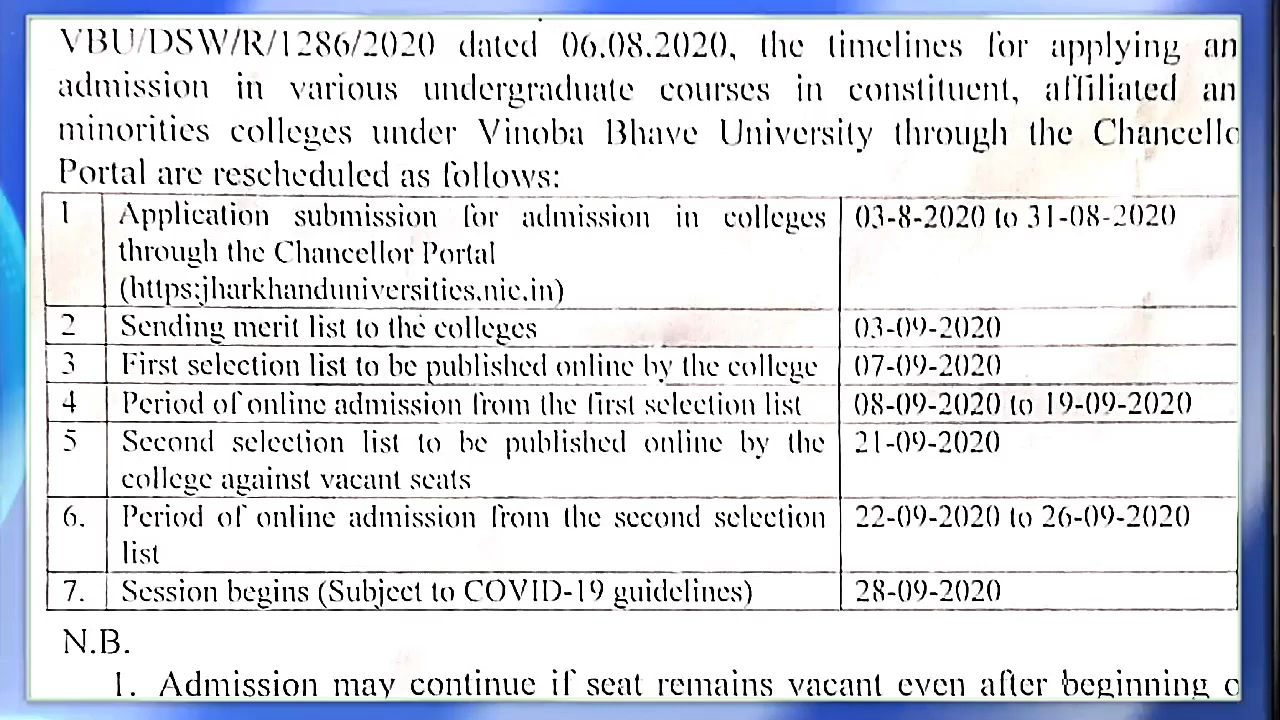 VBU/DSW/R/1286/2020 dated 06.08.2020, the timelines for applying an
admission in various undergraduate courses in constituent, affiliated an
minorities colleges under Vinoba Bhave University through the Chancello
Portal are rescheduled as follows:
1 Application submission for admission in colleges 03-8-2020 to 31-08-2020
through the Chancellor Portal
(https:jharkhanduniversities.nic.in)
2 Sending merit list to the colleges 03-09-2020
3 First selection list to be published online by the college 07-09-2020
4 Period of online admission from the first selection list 08-09-2020 to 19-09-2020
5 Second selection list to be published online by the 21-09-2020
college against vacant seats
6. Period of online admission from the second selection 22-09-2020 to 26-09-2020
list
7. Session begins (Subject to COVID-19 guidelines) 28-09-2020
N.B.
1. Admission may continue if seat remains vacant even after beginning o